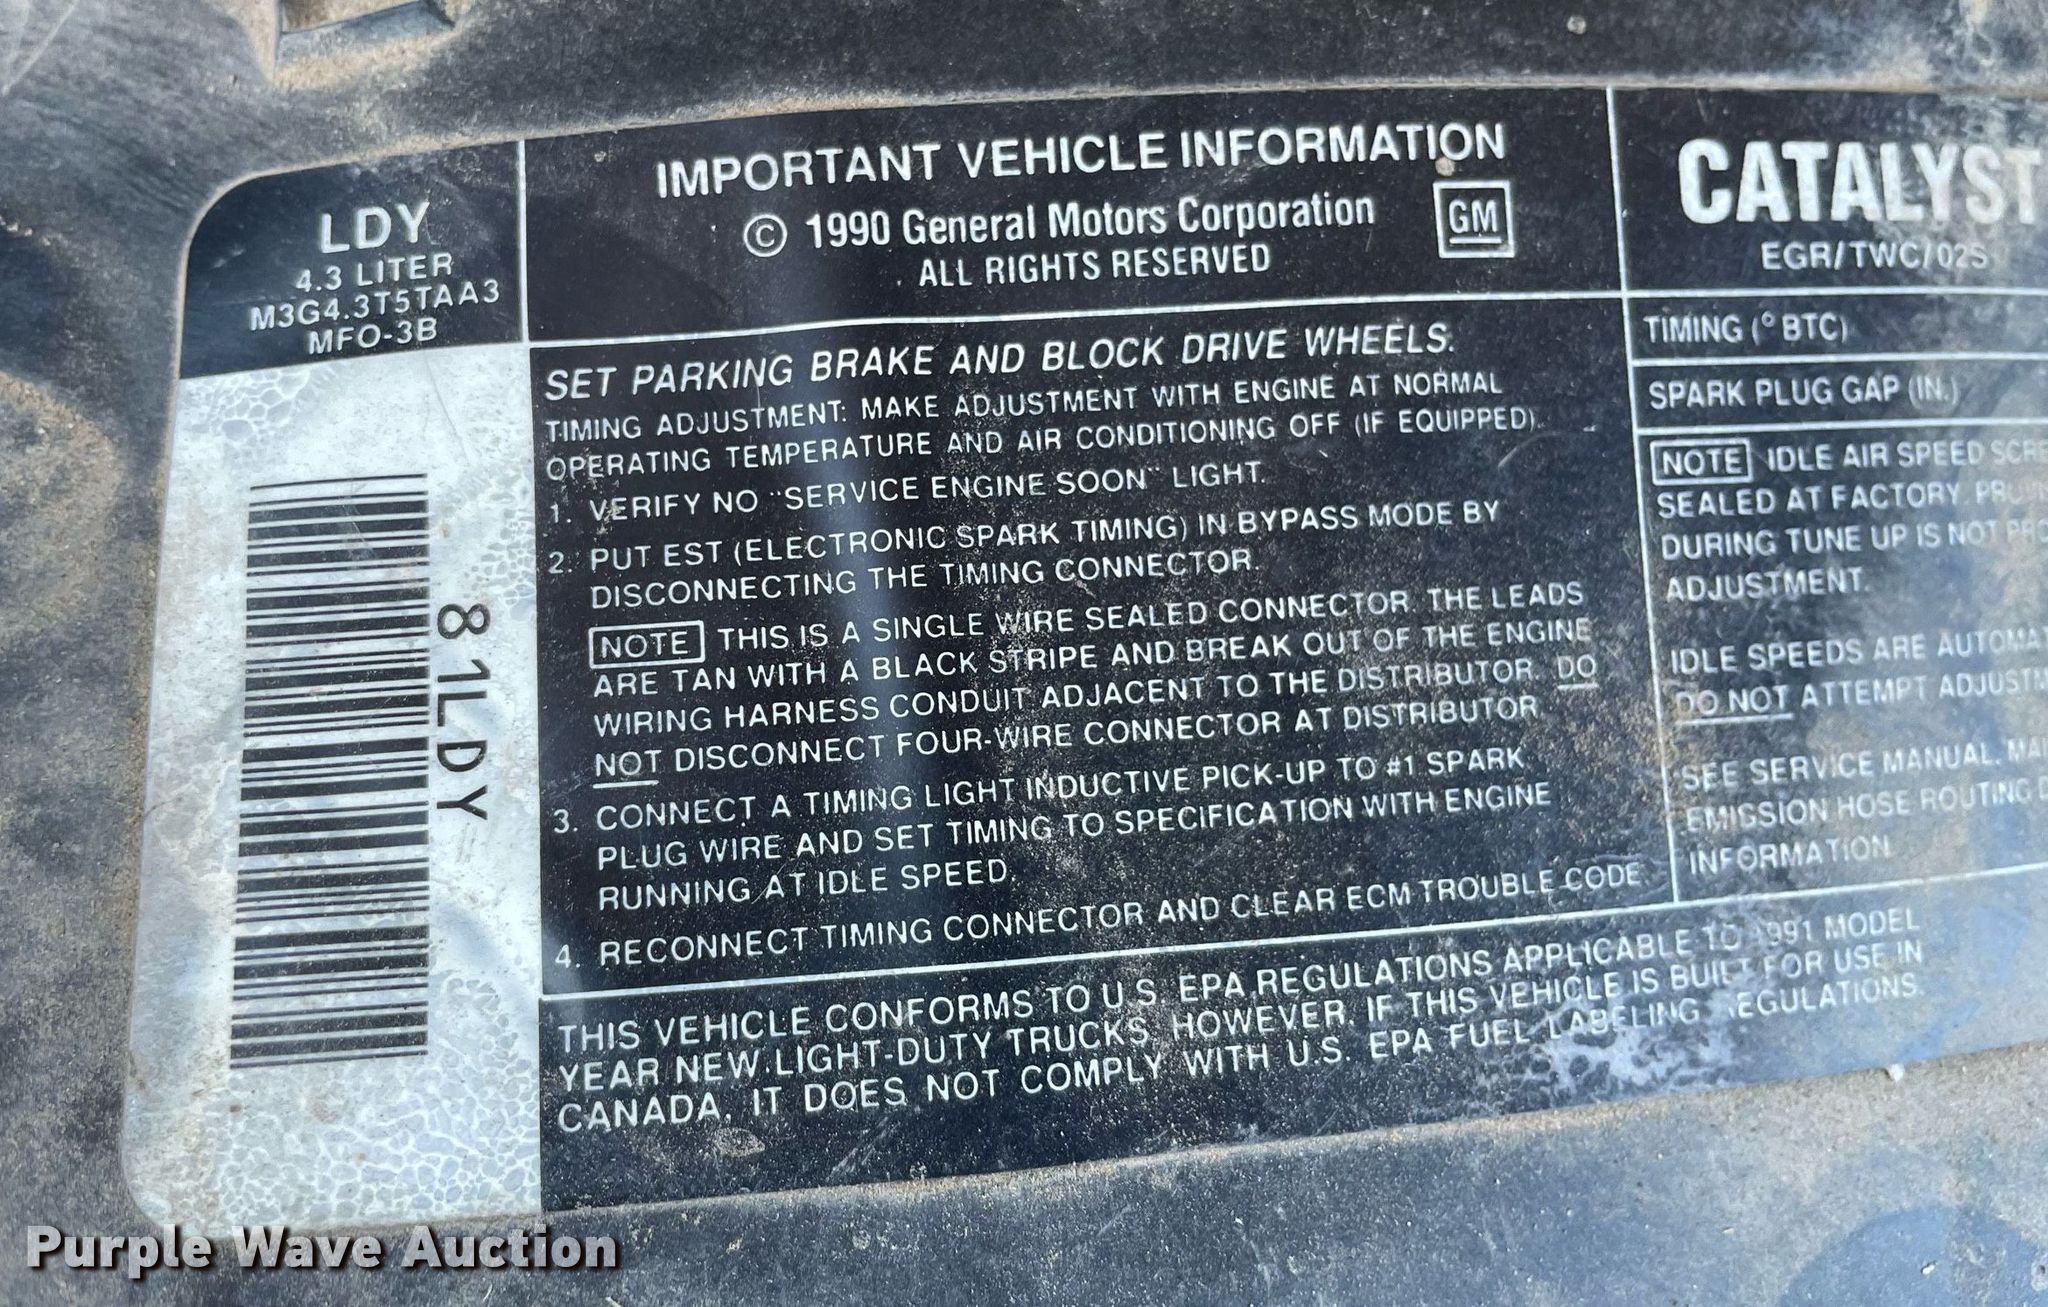 LDY
4.3 LITER
M3G4.3T5TAA3
MFO-3B
81LDY
IMPORTANT VEHICLE INFORMATION
© 1990 General Motors Corporation
ALL RIGHTS RESERVED
GM
SET PARKING BRAKE AND BLOCK DRIVE WHEELS.
TIMING ADJUSTMENT: MAKE ADJUSTMENT WITH ENGINE AT NORMAL
OPERATING TEMPERATURE AND AIR CONDITIONING OFF (IF EQUIPPED).
1. VERIFY NO "SERVICE ENGINE SOON" LIGHT.
2. PUT EST (ELECTRONIC SPARK TIMING) IN BYPASS MODE BY
DISCONNECTING THE TIMING CONNECTOR.
NOTE THIS IS A SINGLE WIRE SEALED CONNECTOR. THE LEADS
ARE TAN WITH A BLACK STRIPE AND BREAK OUT OF THE ENGINE
WIRING HARNESS CONDUIT ADJACENT TO THE DISTRIBUTOR. DO
NOT DISCONNECT FOUR-WIRE CONNECTOR AT DISTRIBUTOR.
3. CONNECT A TIMING LIGHT INDUCTIVE PICK-UP TO #1 SPARK
PLUG WIRE AND SET TIMING TO SPECIFICATION WITH ENGINE
RUNNING AT IDLE SPEED.
4. RECONNECT TIMING CONNECTOR AND CLEAR ECM TROUBLE CODE.
THIS VEHICLE CONFORMS TO U.S. EPA REGULATIONS APPLICABLE TO 1991 MODEL
YEAR NEW LIGHT-DUTY TRUCKS. HOWEVER, IF THIS VEHICLE IS BUILT FOR USE IN
CANADA, IT DOES NOT COMPLY WITH U.S. EPA FUEL LABELING REGULATIONS.
CATALYST
EGR/TWC/02S
TIMING (° BTC)
SPARK PLUG GAP (IN.)
NOTE IDLE AIR SPEED
SEALED AT FACTORY.
DURING TUNE UP IS NOT
ADJUSTMENT.
IDLE SPEEDS ARE
DO NOT ATTEMPT
SEE SERVICE MANUAL,
EMISSION HOSE ROUTING
INFORMATION
Purple Wave Auction